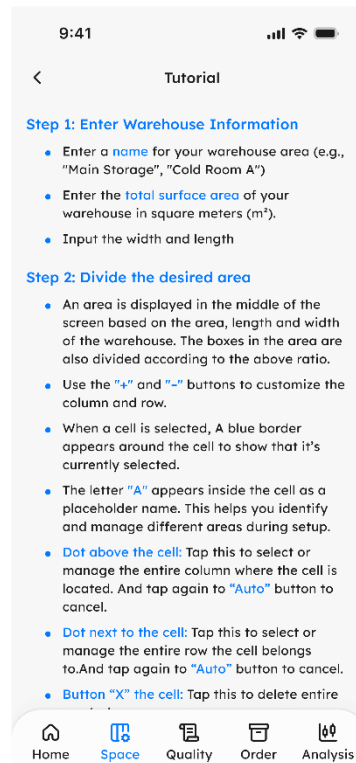 9:41
Tutorial
Step 1: Enter Warehouse Information
Enter a name for your warehouse area (e.g.,
"Main Storage", "Cold Room A")
Enter the total surface area of your
warehouse in square meters (m²).
Input the width and length
Step 2: Divide the desired area
An area is displayed in the middle of the
screen based on the area, length and width
of the warehouse. The boxes in the area are
also divided according to the above ratio.
Use the "+" and "-" buttons to customize the
column and row.
When a cell is selected, A blue border
appears around the cell to show that it's
currently selected.
The letter "A" appears inside the cell as a
placeholder name. This helps you identify
and manage different areas during setup.
Dot above the cell: Tap this to select or
manage the entire column where the cell is
located. And tap again to “Auto” button to
cancel.
Dot next to the cell: Tap this to select or
manage the entire row the cell belongs
to.And tap again to “Auto” button to cancel.
Button “X” the cell: Tap this to delete entire
Home Space Quality Order Analysis